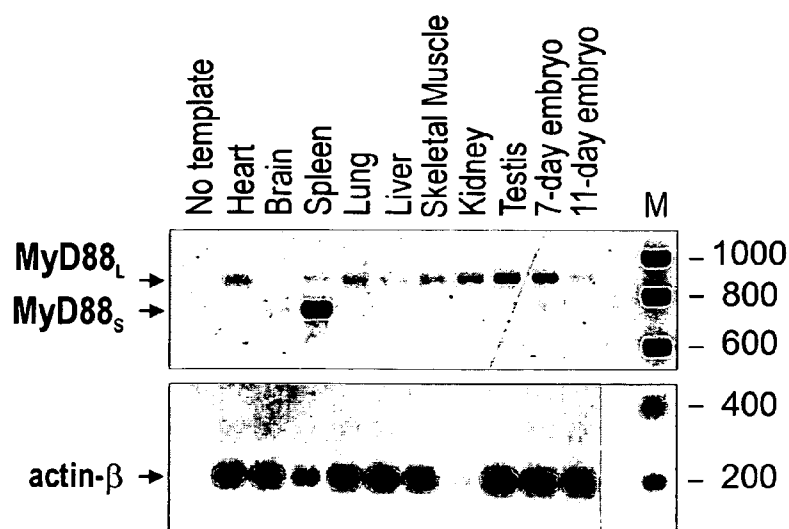 No template
Heart
Brain
Spleen
Lung
Liver
Skeletal Muscle
Kidney
Testis
7-day embryo
11-day embryo
M
MyD88L
MyD88S
– 1000
– 800
– 600
– 400
actin-β
– 200